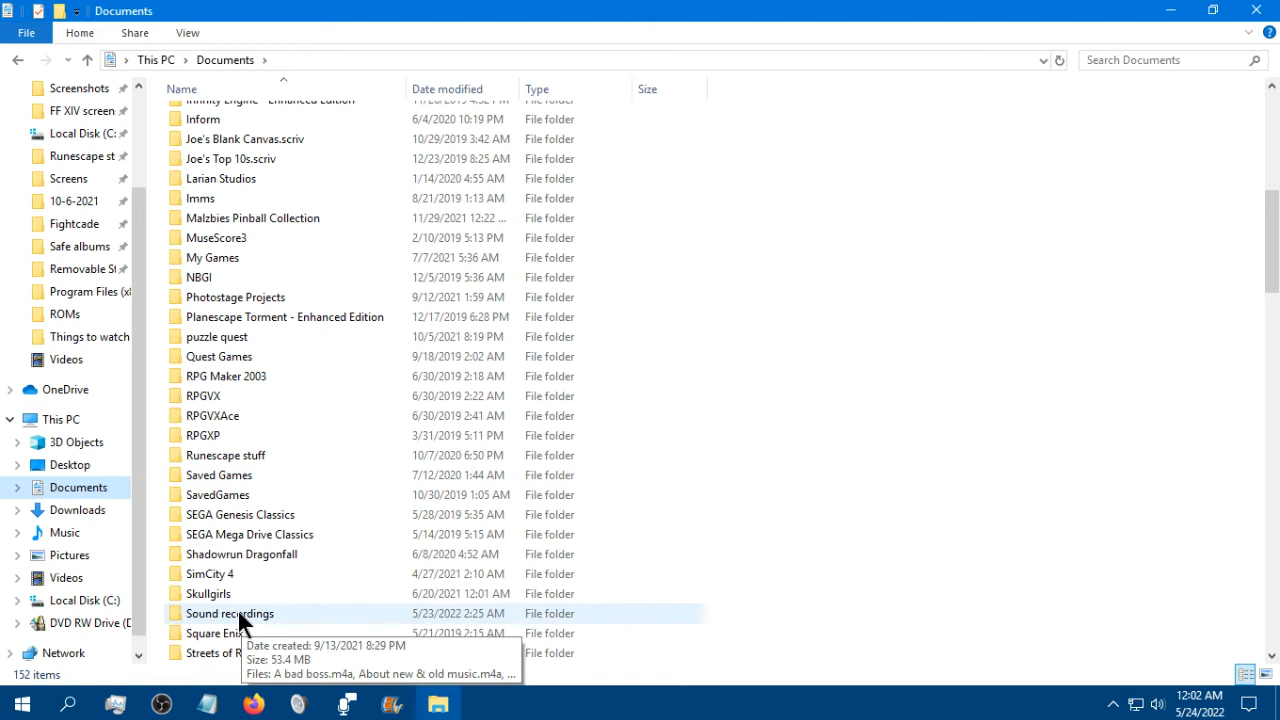 Documents
File Home Share View
This PC Documents Search Documents
Name Date modified Type Size
Screenshots
FF XIV screen
Local Disk (C:
Runescape st
Screens
10-6-2021
Fightcade
Safe albums
Removable St
Program Files (x8
ROMs
Things to watch
Videos
OneDrive
This PC
3D Objects
Desktop
Documents
Downloads
Music
Pictures
Videos
Local Disk (C:)
DVD RW Drive (D
Network
Infinity Engine - Enhanced Edition
Inform 6/4/2020 10:19 PM File folder
Joe's Blank Canvas.scriv 10/29/2019 3:42 AM File folder
Joe's Top 10s.scriv 12/23/2019 8:25 AM File folder
Larian Studios 1/14/2020 4:55 AM File folder
lmms 8/21/2019 1:13 AM File folder
Malzbies Pinball Collection 11/29/2021 12:22 ... File folder
MuseScore3 2/10/2019 5:13 PM File folder
My Games 7/7/2021 5:36 AM File folder
NBGI 12/5/2019 5:36 AM File folder
Photostage Projects 9/12/2021 1:59 AM File folder
Planescape Torment - Enhanced Edition 12/17/2019 6:28 PM File folder
puzzle quest 10/5/2021 8:19 PM File folder
Quest Games 9/18/2019 2:02 AM File folder
RPG Maker 2003 6/30/2019 2:18 AM File folder
RPGVX 6/30/2019 2:22 AM File folder
RPGVXAce 6/30/2019 2:41 AM File folder
RPGXP 3/31/2019 5:11 PM File folder
Runescape stuff 10/7/2020 6:50 PM File folder
Saved Games 7/12/2020 1:44 AM File folder
SavedGames 10/30/2019 1:05 AM File folder
SEGA Genesis Classics 5/28/2019 5:35 AM File folder
SEGA Mega Drive Classics 5/14/2019 5:15 AM File folder
Shadowrun Dragonfall 6/8/2020 4:52 AM File folder
SimCity 4 4/27/2021 2:10 AM File folder
Skullgirls 6/20/2021 12:01 AM File folder
Sound recordings 5/23/2022 2:25 AM File folder
Square Enix 5/21/2019 2:15 AM File folder
Streets of R File folder
Date created: 9/13/2021 8:29 PM
Size: 53.4 MB
Files: A bad boss.m4a, About new & old music.m4a, ...
152 items
12:02 AM
5/24/2022